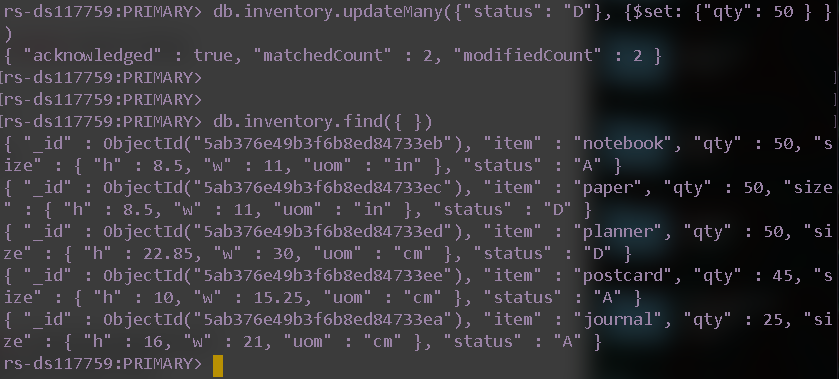 rs-ds117759:PRIMARY> db.inventory.updateMany({"status": "D"}, {$set: {"qty": 50 } }
)
{ "acknowledged" : true, "matchedCount" : 2, "modifiedCount" : 2 }
[rs-ds117759:PRIMARY> ]
[rs-ds117759:PRIMARY> ]
[rs-ds117759:PRIMARY> db.inventory.find({ }) ]
{ "_id" : ObjectId("5ab376e49b3f6b8ed84733eb"), "item" : "notebook", "qty" : 50, "s
ize" : { "h" : 8.5, "w" : 11, "uom" : "in" }, "status" : "A" }
{ "_id" : ObjectId("5ab376e49b3f6b8ed84733ec"), "item" : "paper", "qty" : 50, "size
" : { "h" : 8.5, "w" : 11, "uom" : "in" }, "status" : "D" }
{ "_id" : ObjectId("5ab376e49b3f6b8ed84733ed"), "item" : "planner", "qty" : 50, "si
ze" : { "h" : 22.85, "w" : 30, "uom" : "cm" }, "status" : "D" }
{ "_id" : ObjectId("5ab376e49b3f6b8ed84733ee"), "item" : "postcard", "qty" : 45, "s
ize" : { "h" : 10, "w" : 15.25, "uom" : "cm" }, "status" : "A" }
{ "_id" : ObjectId("5ab376e49b3f6b8ed84733ea"), "item" : "journal", "qty" : 25, "si
ze" : { "h" : 16, "w" : 21, "uom" : "cm" }, "status" : "A" }
rs-ds117759:PRIMARY>